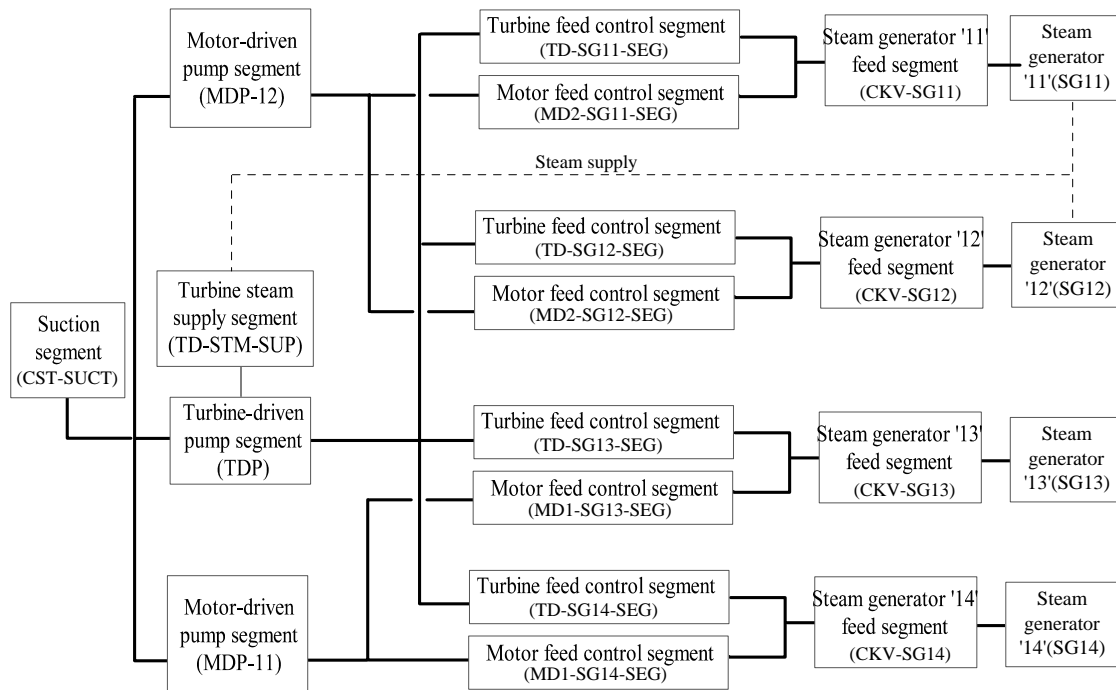 Motor-driven
pump segment
(MDP-12)
Turbine feed control segment
(TD-SG11-SEG)
Motor feed control segment
(MD2-SG11-SEG)
Steam generator '11'
feed segment
(CKV-SG11)
Steam
generator
'11'(SG11)
Steam supply
Turbine feed control segment
(TD-SG12-SEG)
Motor feed control segment
(MD2-SG12-SEG)
Steam generator '12'
feed segment
(CKV-SG12)
Steam
generator
'12'(SG12)
Suction
segment
(CST-SUCT)
Turbine steam
supply segment
(TD-STM-SUP)
Turbine-driven
pump segment
(TDP)
Turbine feed control segment
(TD-SG13-SEG)
Motor feed control segment
(MD1-SG13-SEG)
Steam generator '13'
feed segment
(CKV-SG13)
Steam
generator
'13'(SG13)
Motor-driven
pump segment
(MDP-11)
Turbine feed control segment
(TD-SG14-SEG)
Motor feed control segment
(MD1-SG14-SEG)
Steam generator '14'
feed segment
(CKV-SG14)
Steam
generator
'14'(SG14)